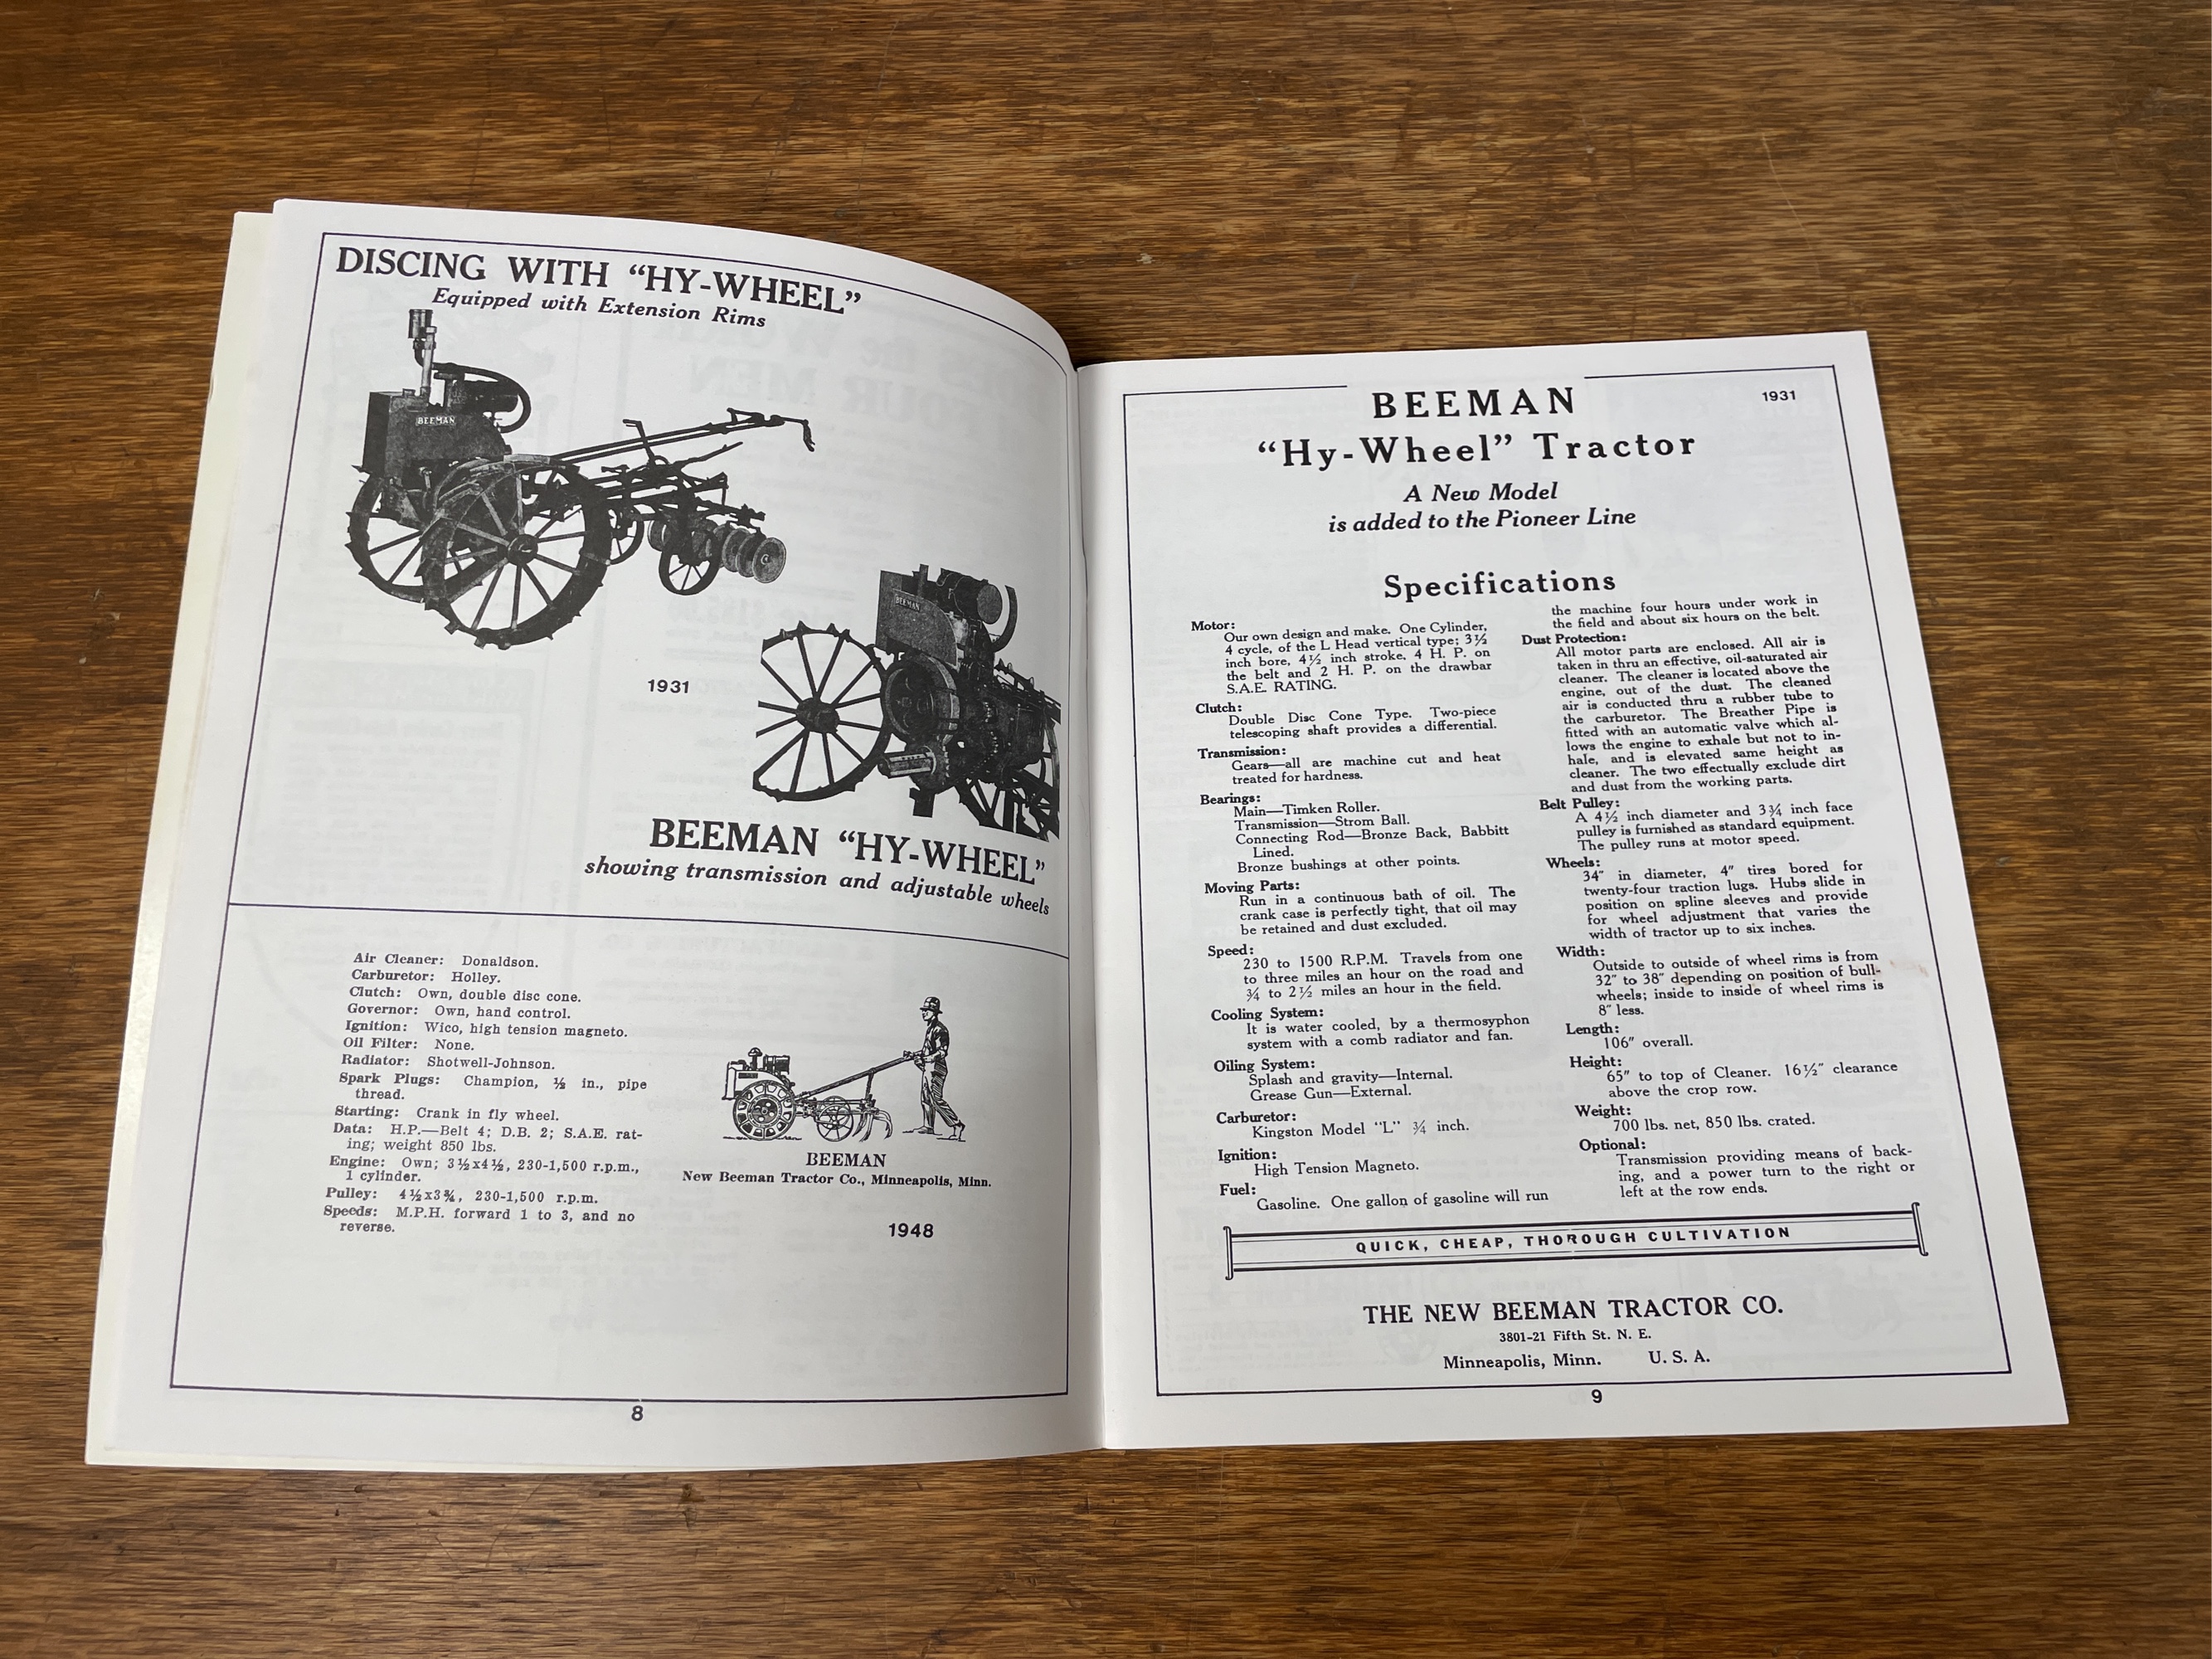 DISCING WITH “HY-WHEEL”
Equipped with Extension Rims
BEEMAN
BEEMAN
1931
BEEMAN “HY-WHEEL”
showing transmission and adjustable wheels
Air Cleaner: Donaldson.
Carburetor: Holley.
Clutch: Own, double disc cone.
Governor: Own, hand control.
Ignition: Wico, high tension magneto.
Oil Filter: None.
Radiator: Shotwell-Johnson.
Spark Plugs: Champion, ½ in., pipe
thread.
Starting: Crank in fly wheel.
Data: H.P.—Belt 4; D.B. 2; S.A.E. rat-
ing; weight 850 lbs.
Engine: Own; 3½x4½, 230-1,500 r.p.m.,
1 cylinder.
Pulley: 4½x3¾, 230-1,500 r.p.m.
Speeds: M.P.H. forward 1 to 3, and no
reverse.
BEEMAN
New Beeman Tractor Co., Minneapolis, Minn.
1948
8
BEEMAN
1931
“Hy-Wheel” Tractor
A New Model
is added to the Pioneer Line
Specifications
Motor:
Our own design and make. One Cylinder,
4 cycle, of the L Head vertical type; 3½
inch bore, 4½ inch stroke, 4 H. P. on
the belt and 2 H. P. on the drawbar
S.A.E. RATING.
Clutch:
Double Disc Cone Type. Two-piece
telescoping shaft provides a differential.
Transmission:
Gears—all are machine cut and heat
treated for hardness.
Bearings:
Main—Timken Roller.
Transmission—Strom Ball.
Connecting Rod—Bronze Back, Babbitt
Lined.
Bronze bushings at other points.
Moving Parts:
Run in a continuous bath of oil. The
crank case is perfectly tight, that oil may
be retained and dust excluded.
Speed:
230 to 1500 R.P.M. Travels from one
to three miles an hour on the road and
¾ to 2½ miles an hour in the field.
Cooling System:
It is water cooled, by a thermosyphon
system with a comb radiator and fan.
Oiling System:
Splash and gravity—Internal.
Grease Gun—External.
Carburetor:
Kingston Model “L” ¾ inch.
Ignition:
High Tension Magneto.
Fuel:
Gasoline. One gallon of gasoline will run
the machine four hours under work in
the field and about six hours on the belt.
Dust Protection:
All motor parts are enclosed. All air is
taken in thru an effective, oil-saturated air
cleaner. The cleaner is located above the
engine, out of the dust. The cleaned
air is conducted thru a rubber tube to
the carburetor. The Breather Pipe is
fitted with an automatic valve which al-
lows the engine to exhale but not to in-
hale, and is elevated same height as
cleaner. The two effectually exclude dirt
and dust from the working parts.
Belt Pulley:
A 4½ inch diameter and 3¾ inch face
pulley is furnished as standard equipment.
The pulley runs at motor speed.
Wheels:
34″ in diameter, 4″ tires bored for
twenty-four traction lugs. Hubs slide in
position on spline sleeves and provide
for wheel adjustment that varies the
width of tractor up to six inches.
Width:
Outside to outside of wheel rims is from
32″ to 38″ depending on position of bull-
wheels; inside to inside of wheel rims is
8″ less.
Length:
106″ overall.
Height:
65″ to top of Cleaner. 16½″ clearance
above the crop row.
Weight:
700 lbs. net, 850 lbs. crated.
Optional:
Transmission providing means of back-
ing, and a power turn to the right or
left at the row ends.
QUICK, CHEAP, THOROUGH CULTIVATION
THE NEW BEEMAN TRACTOR CO.
3801-21 Fifth St. N. E.
Minneapolis, Minn. U. S. A.
9